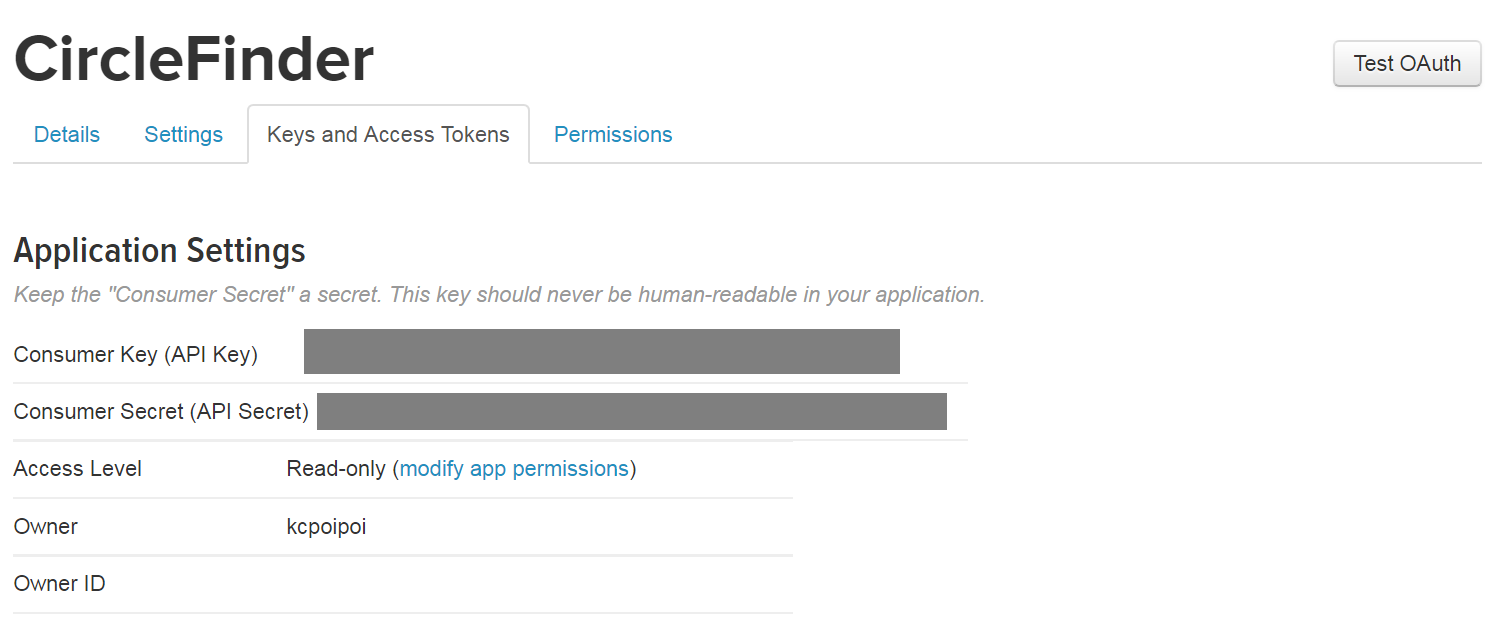 CircleFinder
Test OAuth
Details Settings Keys and Access Tokens Permissions
Application Settings
Keep the "Consumer Secret" a secret. This key should never be human-readable in your application.
Consumer Key (API Key)
Consumer Secret (API Secret)
Access Level Read-only (modify app permissions)
Owner kcpoipoi
Owner ID